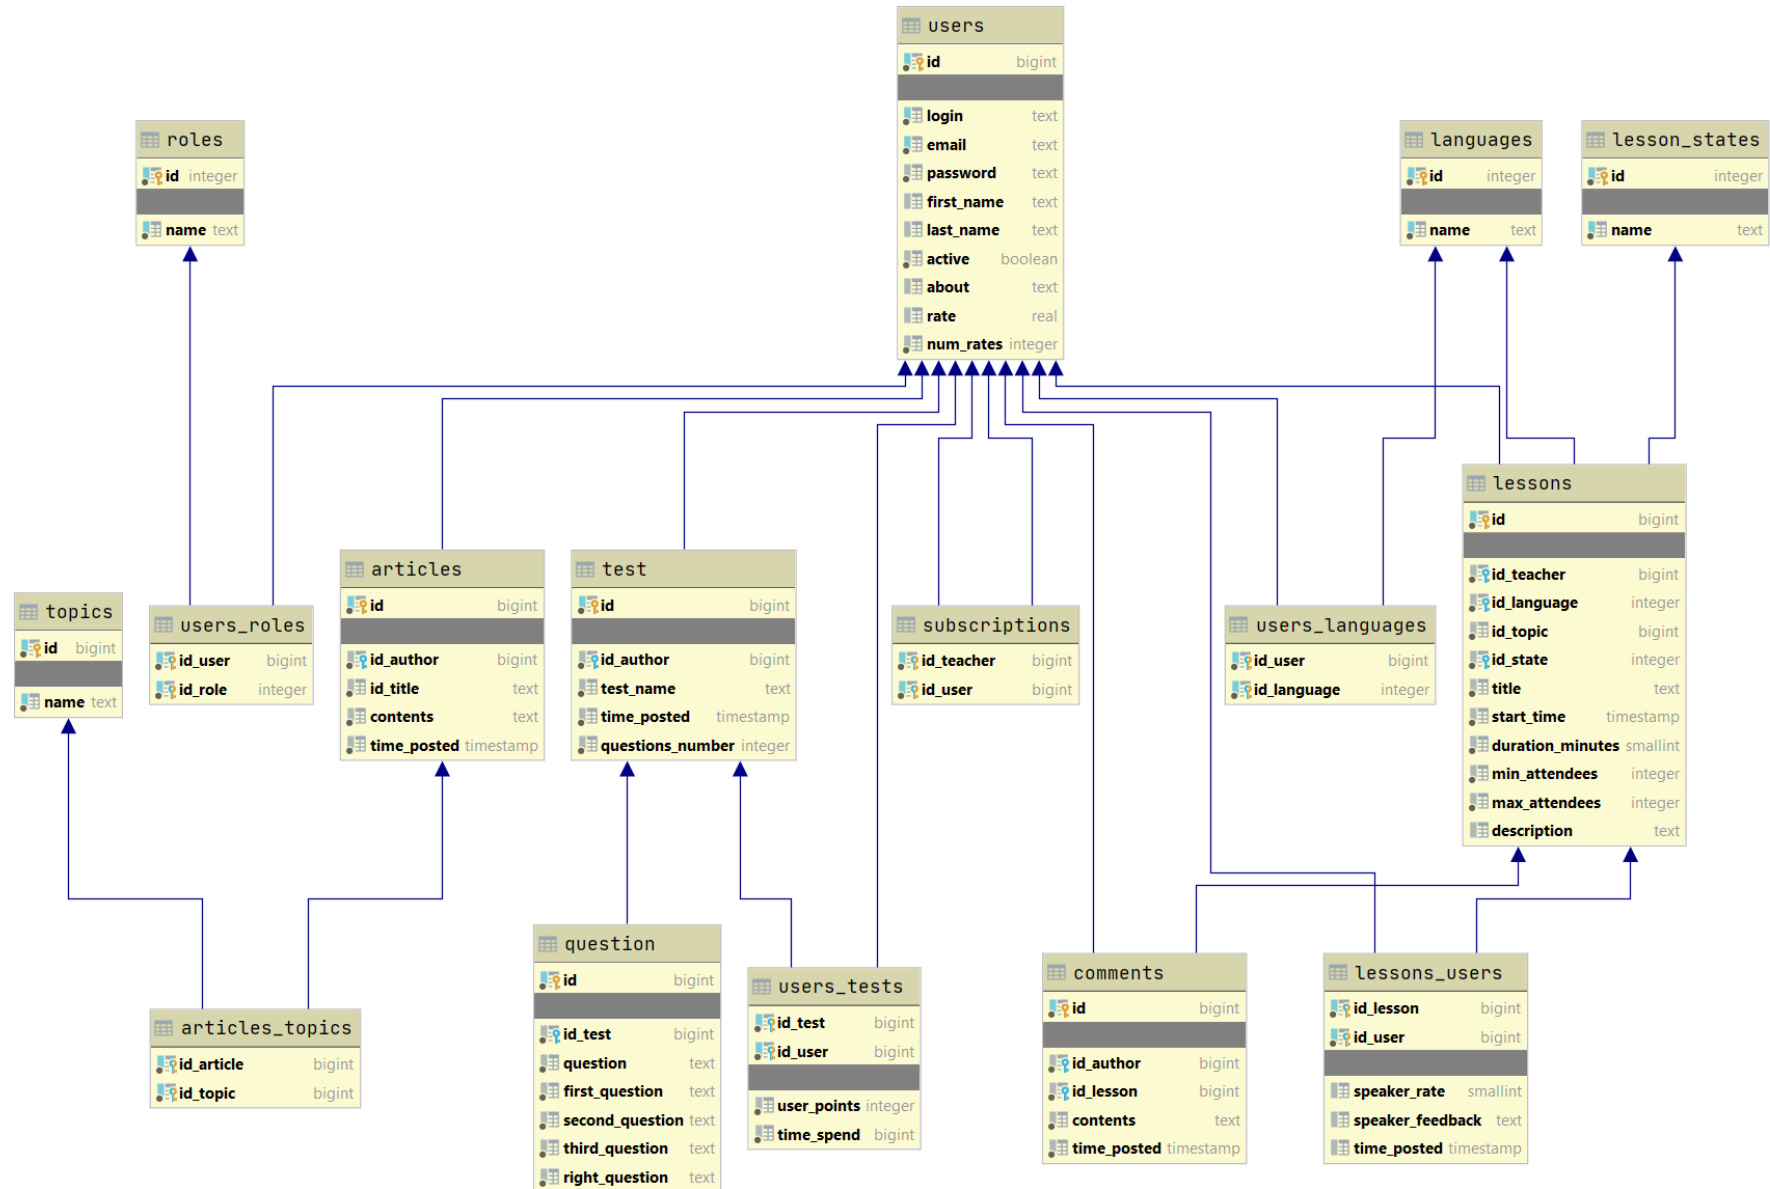 users
id bigint
login text
email text
password text
first_name text
last_name text
active boolean
about text
rate real
num_rates integer
roles
id integer
name text
languages
id integer
name text
lesson_states
id integer
name text
lessons
id bigint
id_teacher bigint
id_language integer
id_topic bigint
id_state integer
title text
start_time timestamp
duration_minutes smallint
min_attendees integer
max_attendees integer
description text
topics
id bigint
name text
users_roles
id_user bigint
id_role integer
articles
id bigint
id_author bigint
id_title text
contents text
time_posted timestamp
test
id bigint
id_author bigint
test_name text
time_posted timestamp
questions_number integer
subscriptions
id_teacher bigint
id_user bigint
users_languages
id_user bigint
id_language integer
articles_topics
id_article bigint
id_topic bigint
question
id bigint
id_test bigint
question text
first_question text
second_question text
third_question text
right_question text
users_tests
id_test bigint
id_user bigint
user_points integer
time_spend bigint
comments
id bigint
id_author bigint
id_lesson bigint
contents text
time_posted timestamp
lessons_users
id_lesson bigint
id_user bigint
speaker_rate smallint
speaker_feedback text
time_posted timestamp